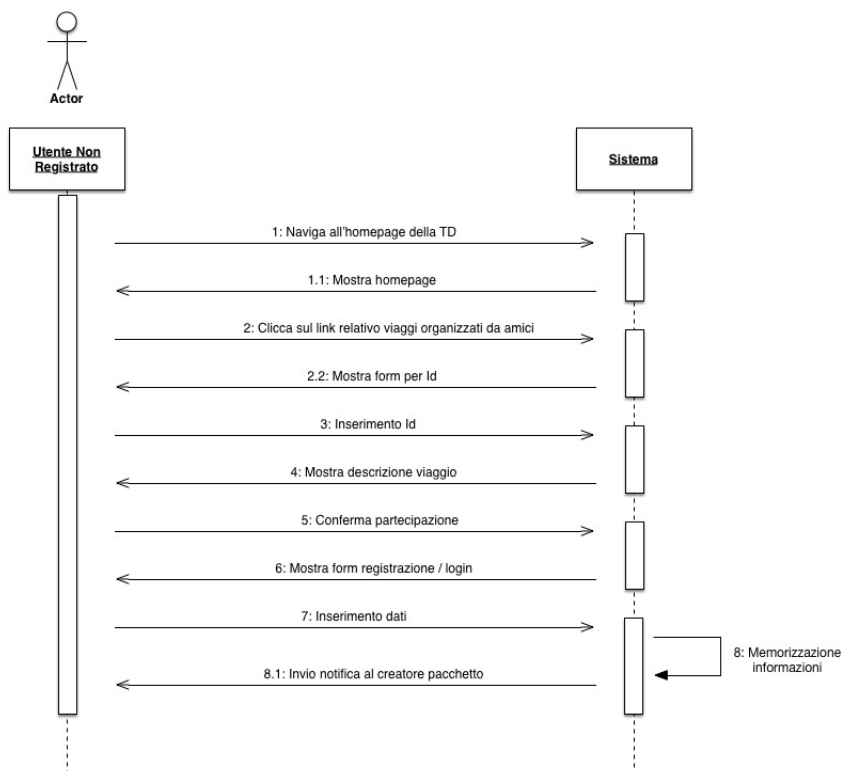 Actor
Utente Non
Registrato
Sistema
1: Naviga all'homepage della TD
1.1: Mostra homepage
2: Clicca sul link relativo viaggi organizzati da amici
2.2: Mostra form per Id
3: Inserimento Id
4: Mostra descrizione viaggio
5: Conferma partecipazione
6: Mostra form registrazione / login
7: Inserimento dati
8: Memorizzazione
informazioni
8.1: Invio notifica al creatore pacchetto